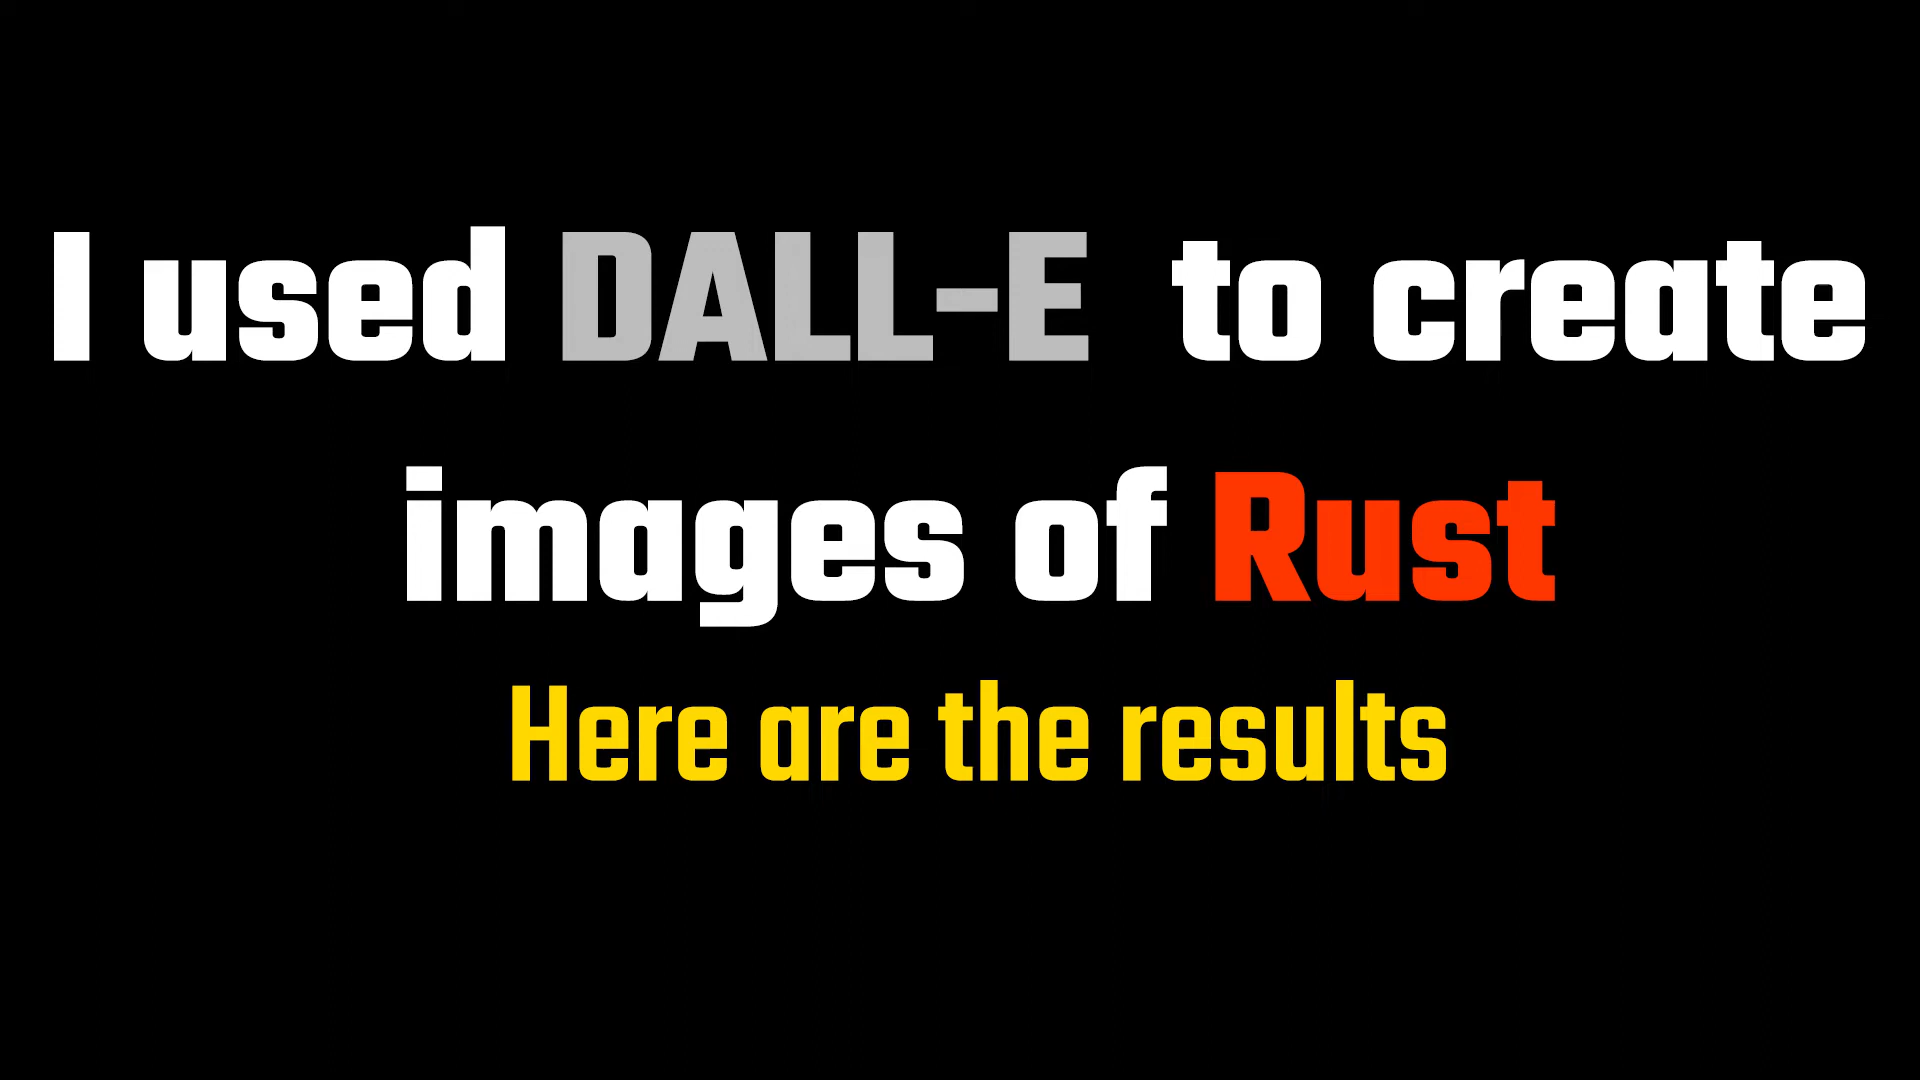 I used DALL-E to create
images of Rust
Here are the results